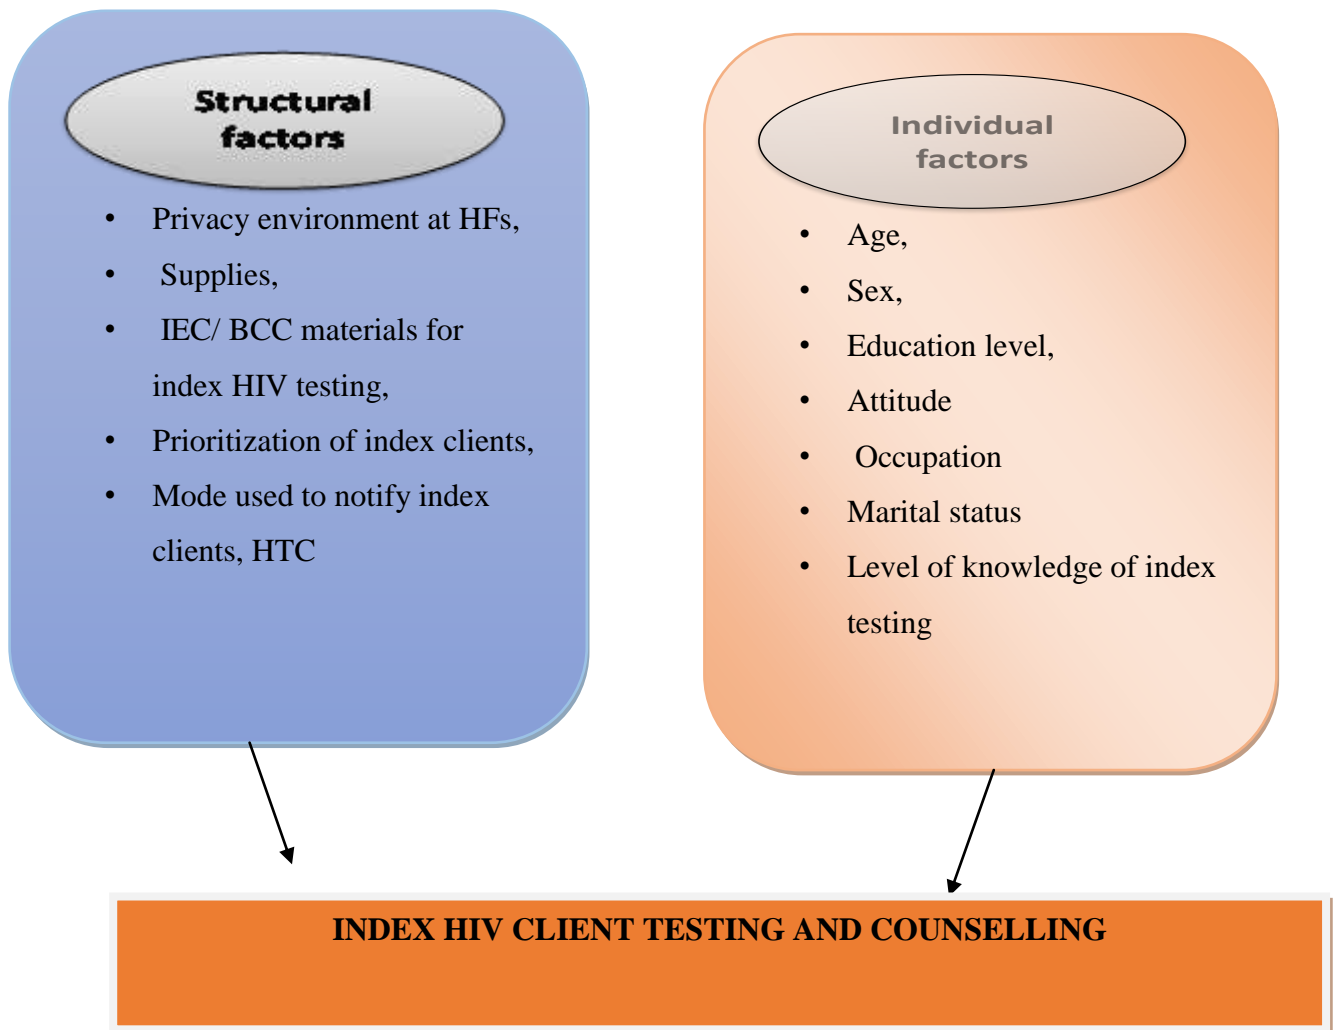 Structural
factors
• Privacy environment at HFs,
• Supplies,
• IEC/ BCC materials for
index HIV testing,
• Prioritization of index clients,
• Mode used to notify index
clients, HTC
Individual
factors
• Age,
• Sex,
• Education level,
• Attitude
• Occupation
• Marital status
• Level of knowledge of index
testing
INDEX HIV CLIENT TESTING AND COUNSELLING